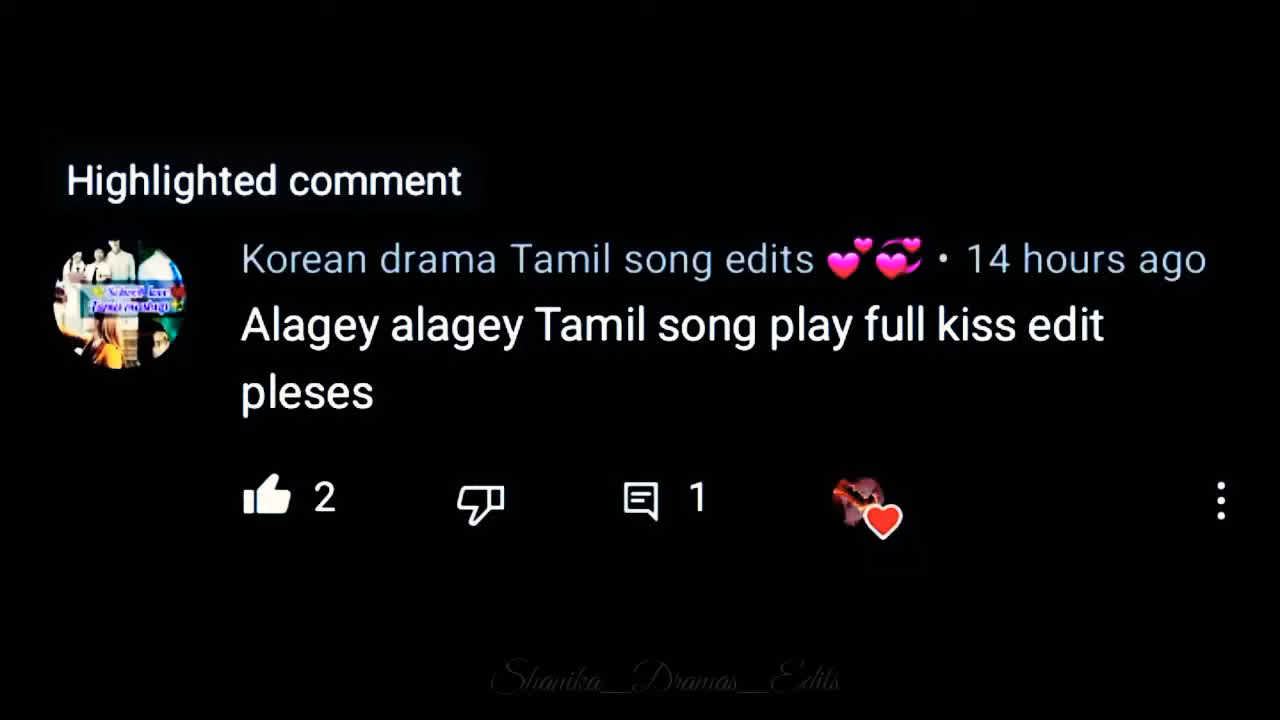 Highlighted comment
Korean drama Tamil song edits 💕💞 • 14 hours ago
Alagey alagey Tamil song play full kiss edit
pleses
2 1
Shanika_Dramas_Edits